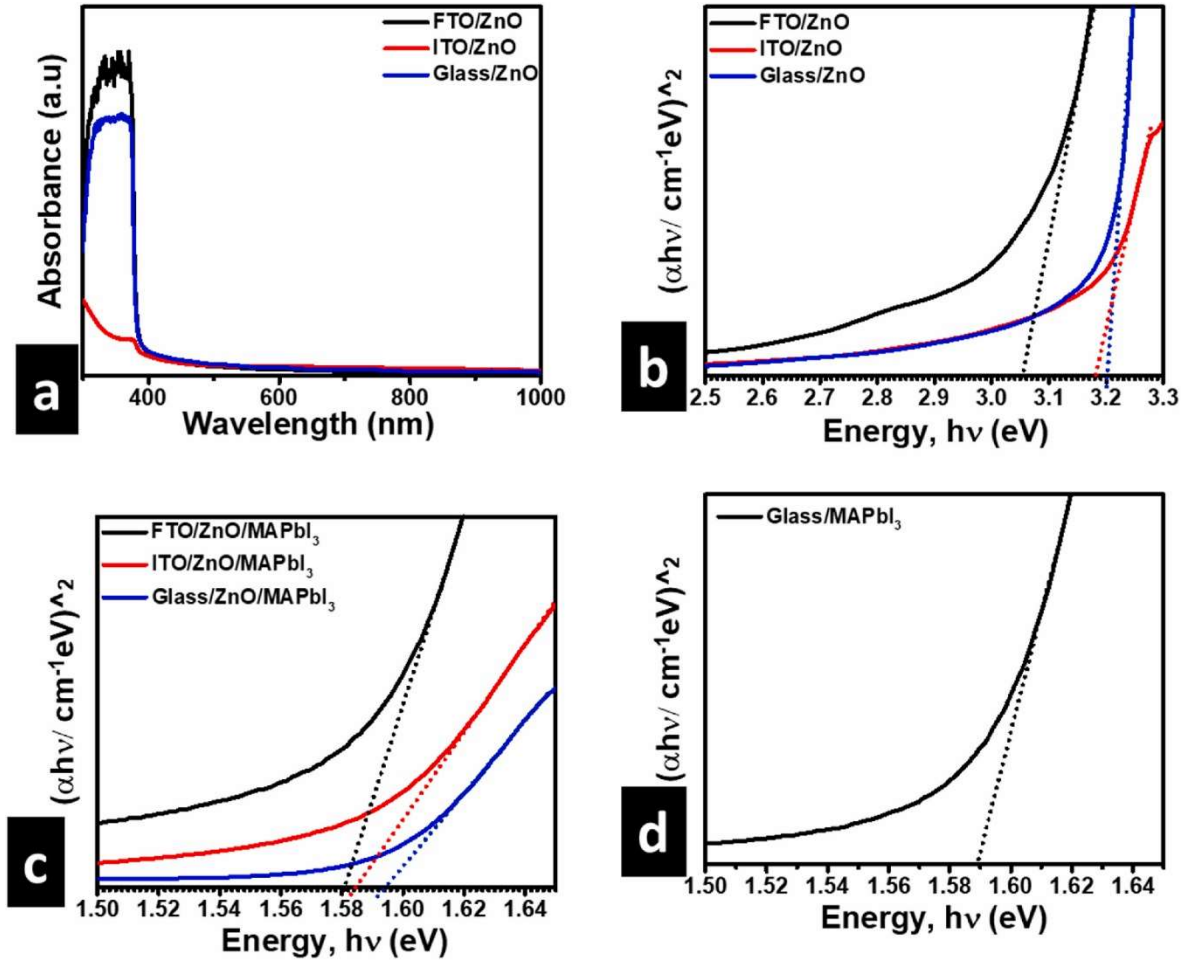 FTO/ZnO
ITO/ZnO
Glass/ZnO
Absorbance (a.u)
a
400 600 800 1000
Wavelength (nm)
FTO/ZnO
ITO/ZnO
Glass/ZnO
(αhν/ cm-1eV)^2
b
2.5 2.6 2.7 2.8 2.9 3.0 3.1 3.2 3.3
Energy, hν (eV)
FTO/ZnO/MAPbI3
ITO/ZnO/MAPbI3
Glass/ZnO/MAPbI3
(αhν/ cm-1eV)^2
c
1.50 1.52 1.54 1.56 1.58 1.60 1.62 1.64
Energy, hν (eV)
Glass/MAPbI3
(αhν/ cm-1eV)^2
d
1.50 1.52 1.54 1.56 1.58 1.60 1.62 1.64
Energy, hν (eV)